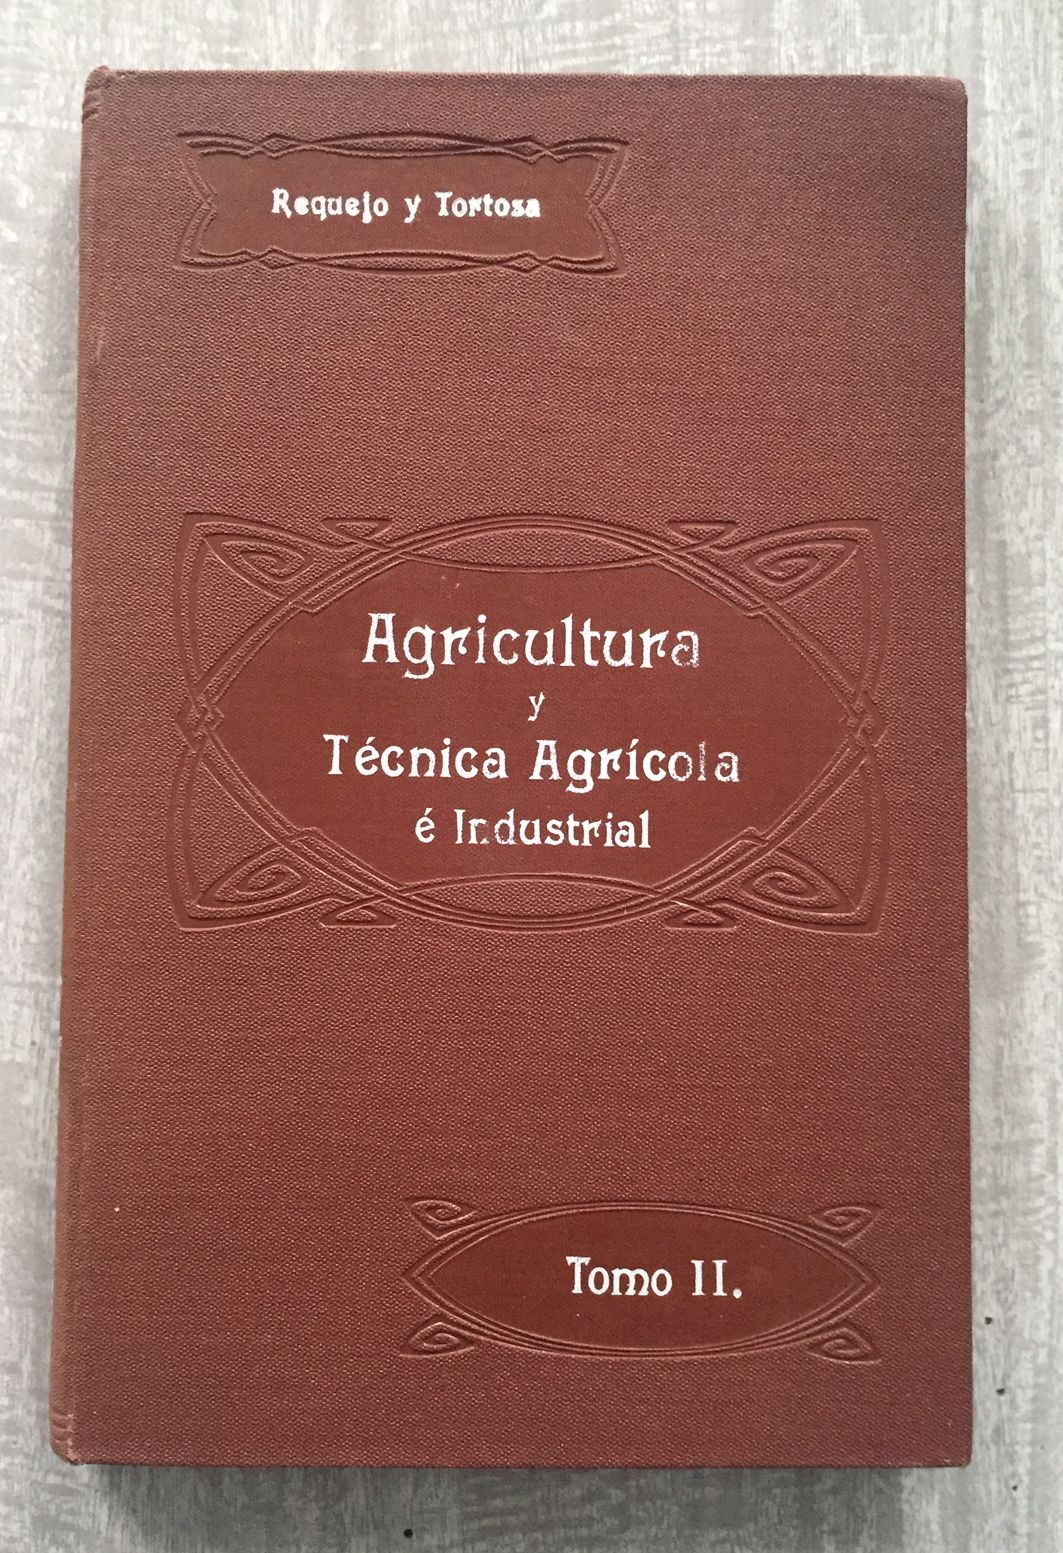 Requejo y Tortosa
Agricultura
y
Técnica Agrícola
é Industrial
Tomo II.